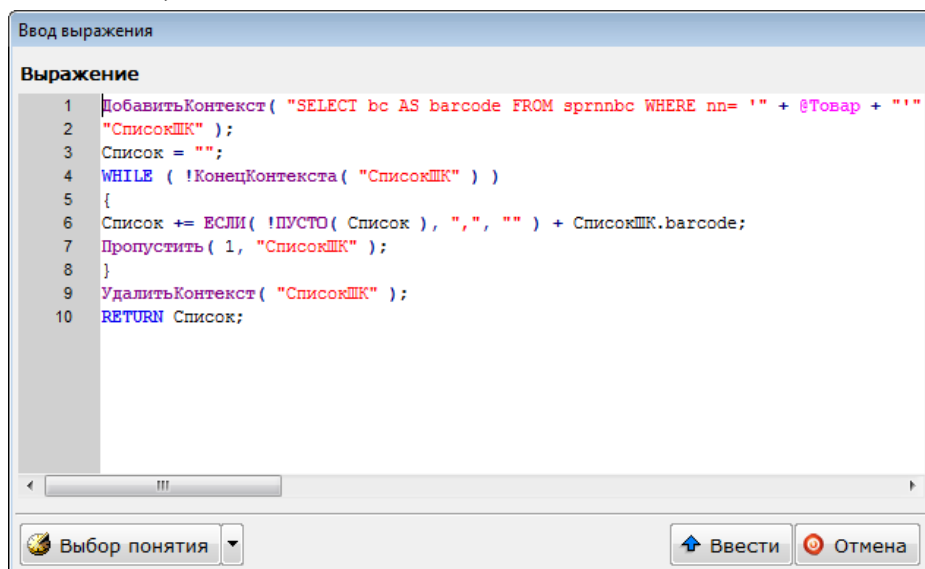 Ввод выражения
Выражение
1 ДобавитьКонтекст( "SELECT bc AS barcode FROM sprnnbc WHERE nn= '" + @Товар + "'"
2 "СписокШК" );
3 Список = "";
4 WHILE ( !КонецКонтекста( "СписокШК" ) )
5 {
6 Список += ЕСЛИ( !ПУСТО( Список ), ",", "" ) + СписокШК.barcode;
7 Пропустить( 1, "СписокШК" );
8 }
9 УдалитьКонтекст( "СписокШК" );
10 RETURN Список;
Выбор понятия Ввести Отмена